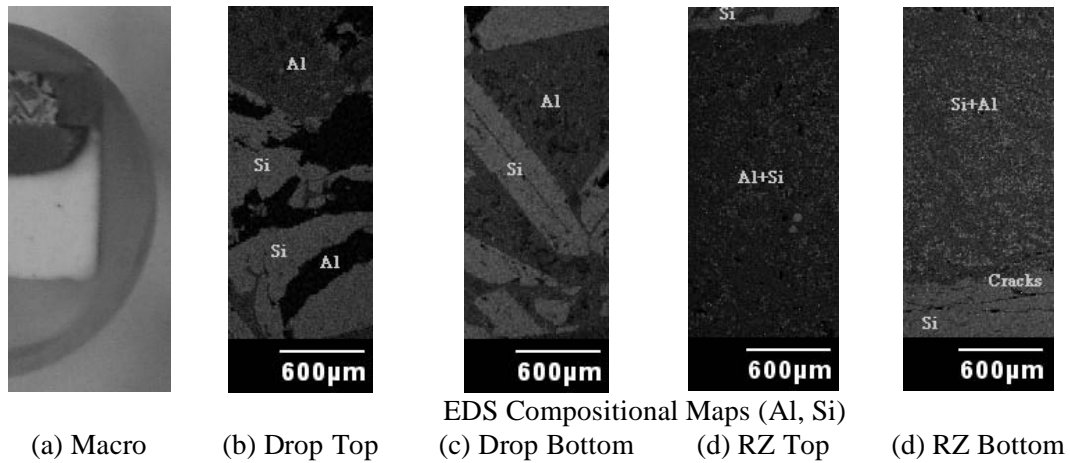 Al
Si
Si
Al
600µm
Al
Si
600µm
Si
Al+Si
600µm
Si+Al
Cracks
Si
600µm
EDS Compositional Maps (Al, Si)
(a) Macro (b) Drop Top (c) Drop Bottom (d) RZ Top (d) RZ Bottom